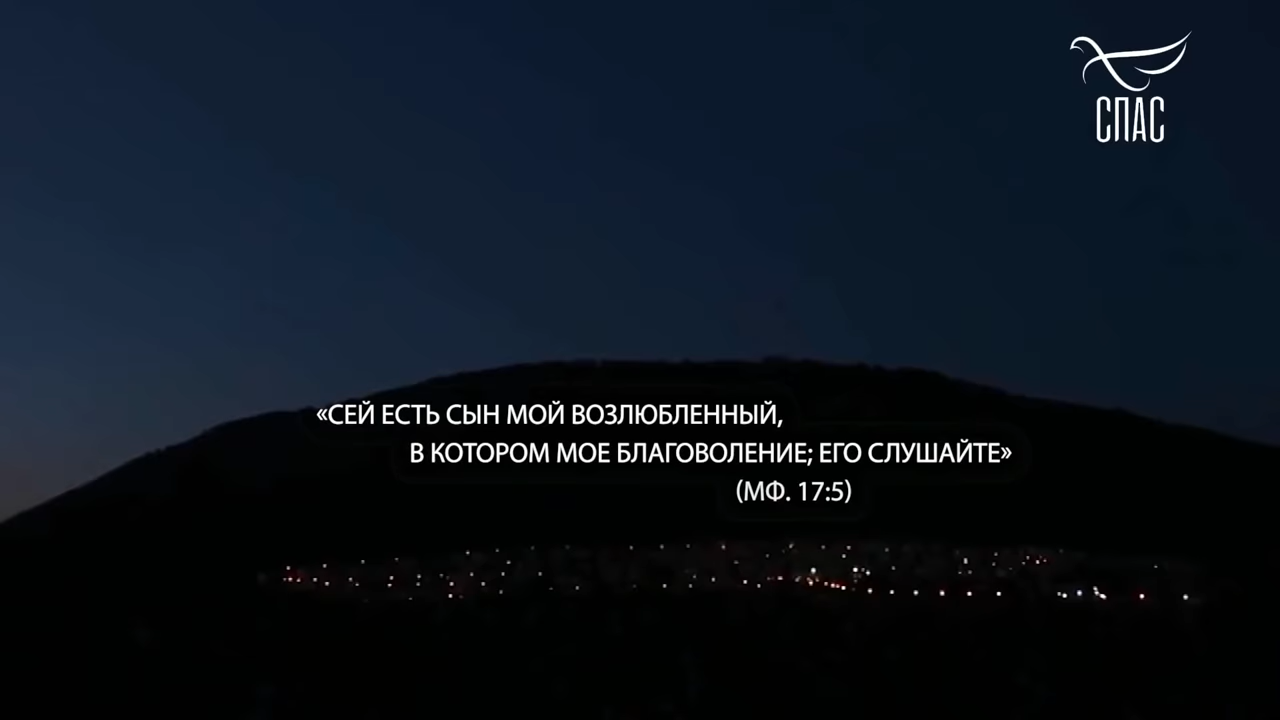 СПАС
«СЕЙ ЕСТЬ СЫН МОЙ ВОЗЛЮБЛЕННЫЙ,
В КОТОРОМ МОЕ БЛАГОВОЛЕНИЕ; ЕГО СЛУШАЙТЕ»
(МФ. 17:5)